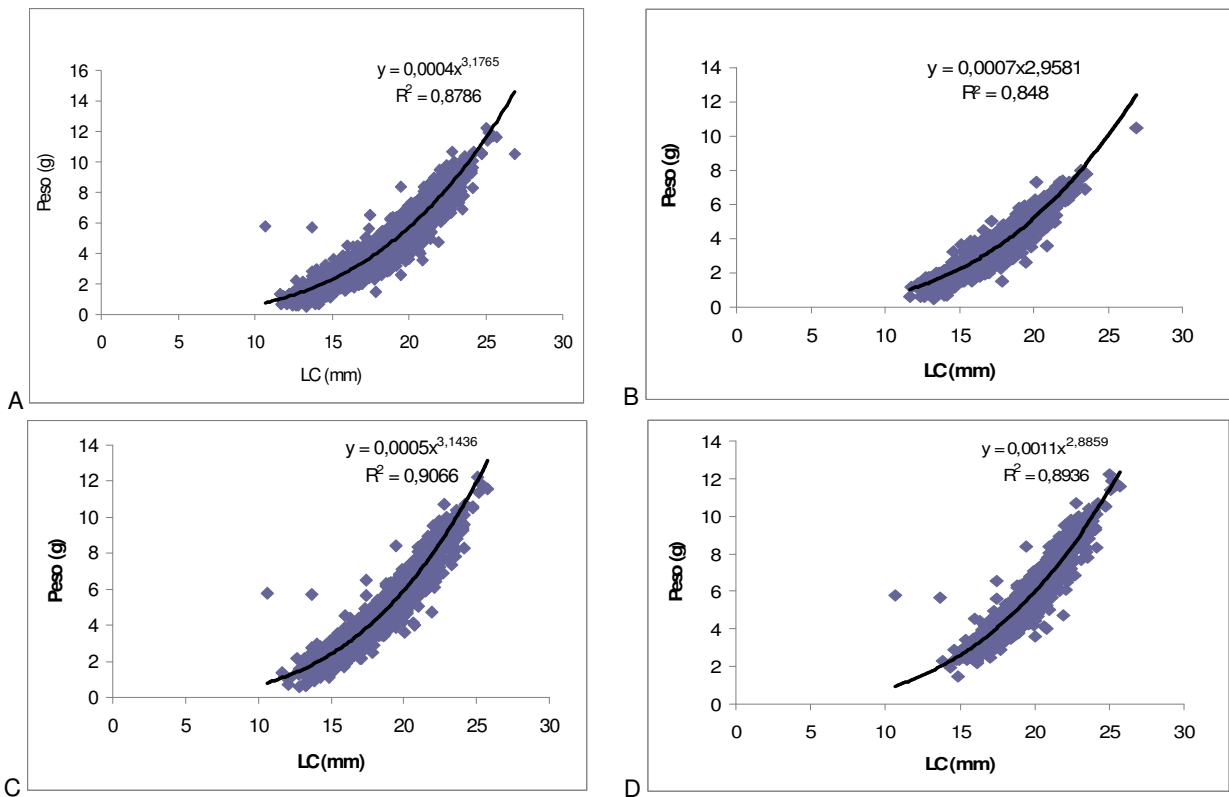 y = 0,0004x^3,1765
R² = 0,8786
Peso (g)
16
14
12
10
8
6
4
2
0
0 5 10 15 20 25 30
LC (mm)
A
y = 0,0007x2,9581
R² = 0,848
Peso (g)
14
12
10
8
6
4
2
0
0 5 10 15 20 25 30
LC (mm)
B
y = 0,0005x^3,1436
R² = 0,9066
Peso (g)
14
12
10
8
6
4
2
0
0 5 10 15 20 25 30
LC (mm)
C
y = 0,0011x^2,8859
R² = 0,8936
Peso (g)
14
12
10
8
6
4
2
0
0 5 10 15 20 25 30
LC (mm)
D